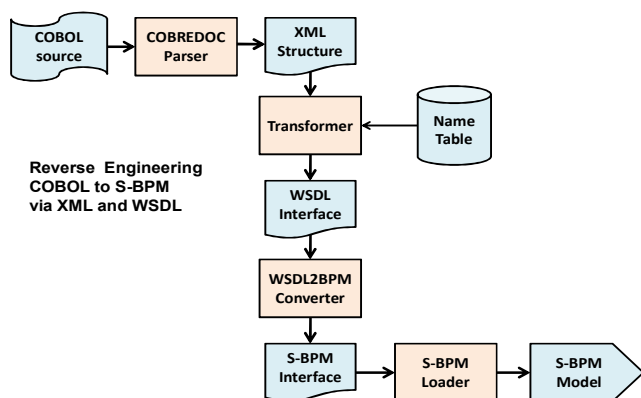 COBOL
source
COBREDOC
Parser
XML
Structure
Transformer
Name
Table
Reverse Engineering
COBOL to S-BPM
via XML and WSDL
WSDL
Interface
WSDL2BPM
Converter
S-BPM
Interface
S-BPM
Loader
S-BPM
Model